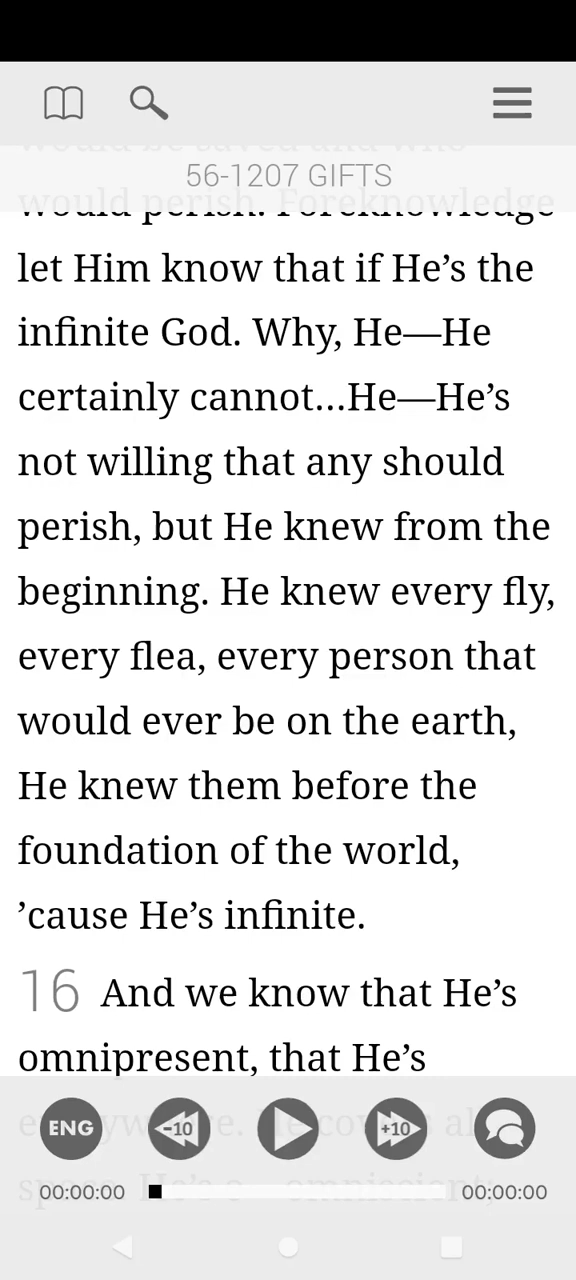 56-1207 GIFTS
would perish. Foreknowledge
let Him know that if He’s the
infinite God. Why, He—He
certainly cannot...He—He’s
not willing that any should
perish, but He knew from the
beginning. He knew every fly,
every flea, every person that
would ever be on the earth,
He knew them before the
foundation of the world,
’cause He’s infinite.
16 And we know that He’s
omnipresent, that He’s
ENG -10 +10
00:00:00 00:00:00